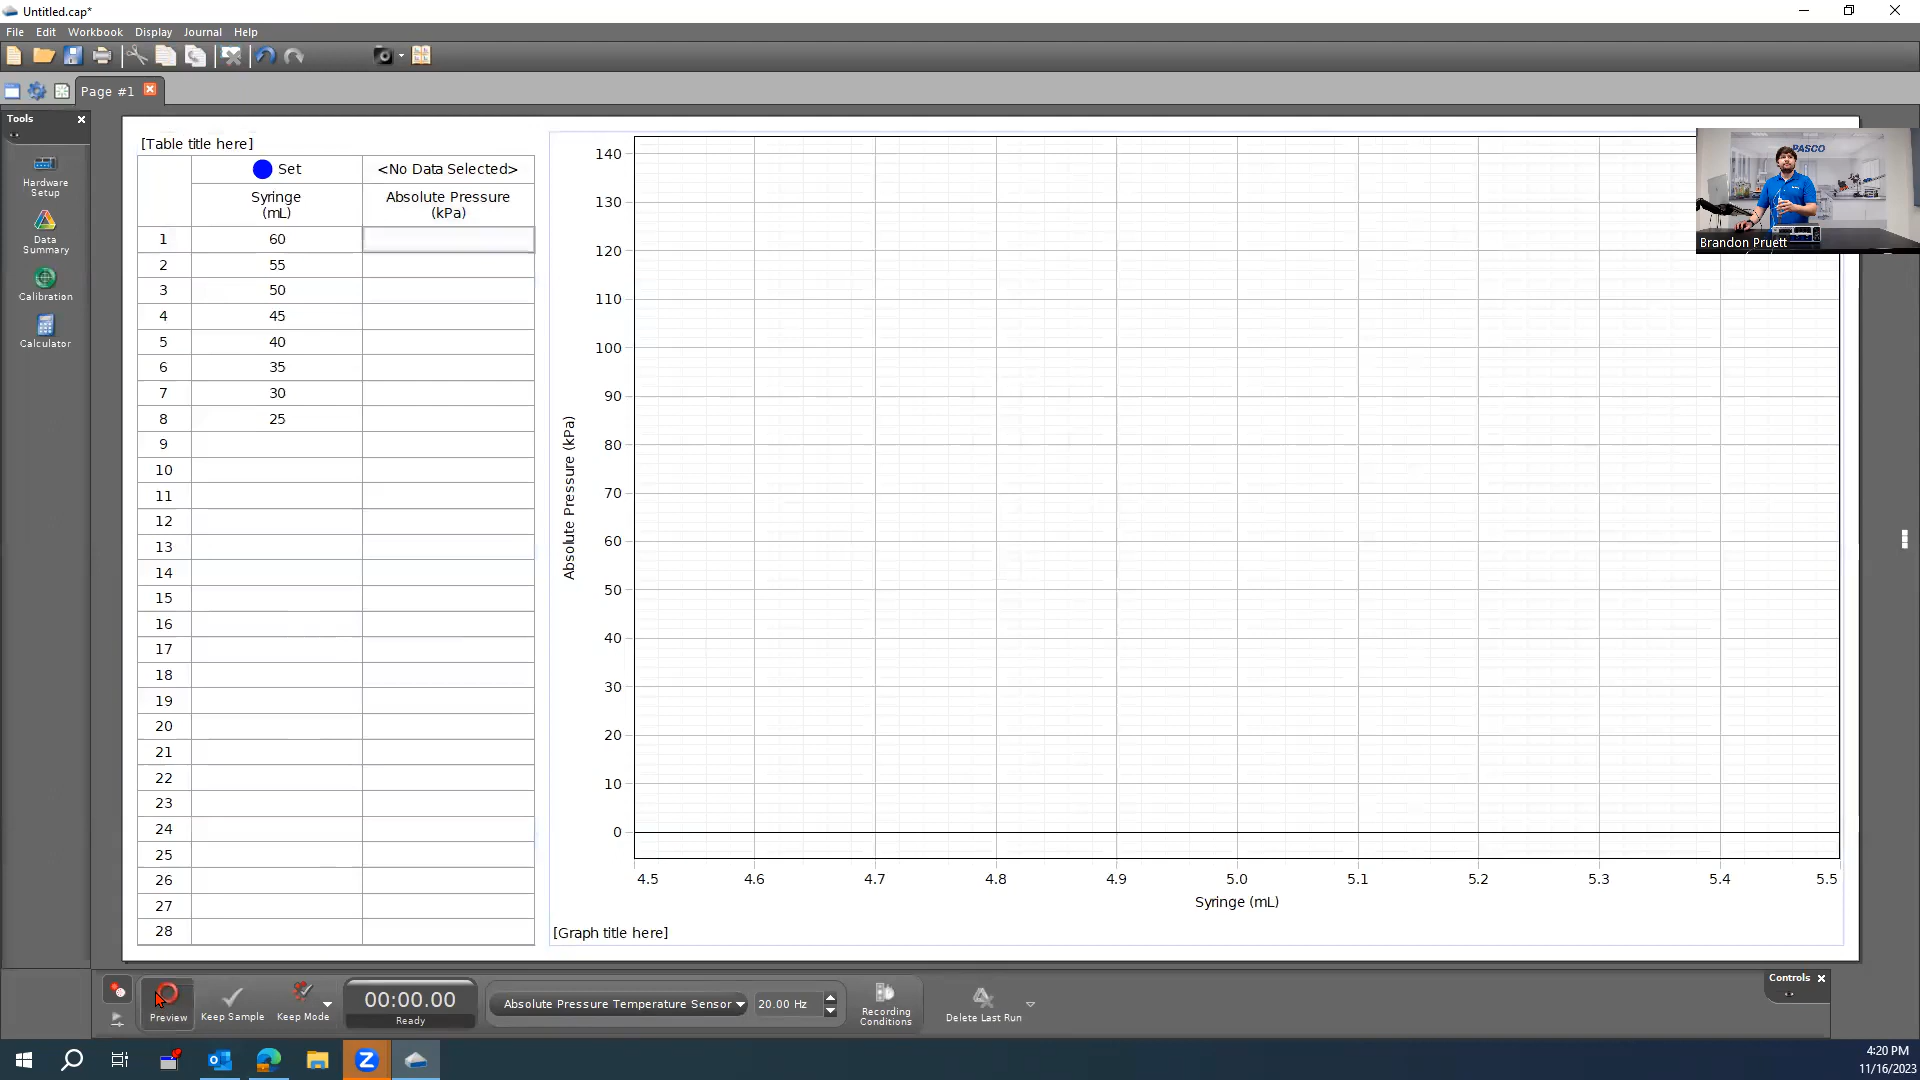 Untitled.cap*
File Edit Workbook Display Journal Help
Page #1
Tools
Hardware
Setup
Data
Summary
Calibration
Calculator
[Table title here]
Set <No Data Selected>
Syringe
(mL)
Absolute Pressure
(kPa)
1 60
2 55
3 50
4 45
5 40
6 35
7 30
8 25
9
10
11
12
13
14
15
16
17
18
19
20
21
22
23
24
25
26
27
28
Absolute Pressure (kPa)
140
130
120
110
100
90
80
70
60
50
40
30
20
10
0
4.5 4.6 4.7 4.8 4.9 5.0 5.1 5.2 5.3 5.4 5.5
Syringe (mL)
[Graph title here]
PASCO
Brandon Pruett
Preview
Keep Sample
Keep Mode
00:00.00
Ready
Absolute Pressure Temperature Sensor
20.00 Hz
Recording
Conditions
Delete Last Run
Controls
4:20 PM
11/16/2023